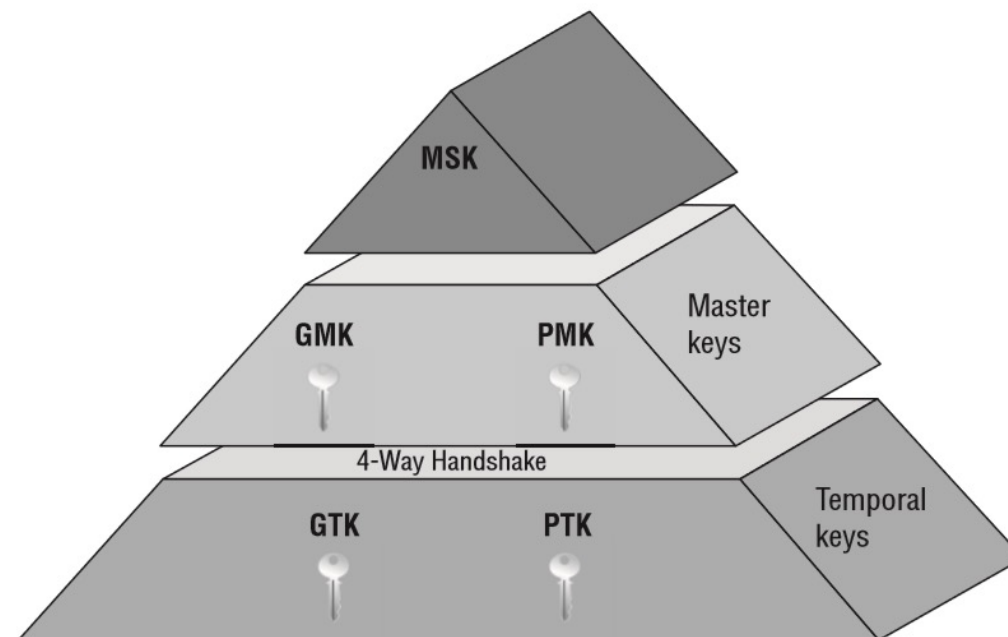 MSK
GMK
PMK
Master
keys
4-Way Handshake
GTK
PTK
Temporal
keys